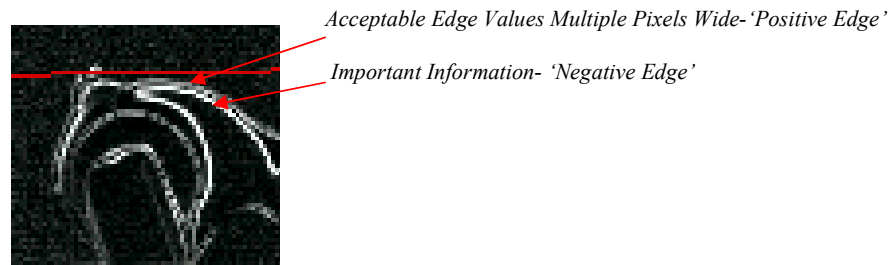 Acceptable Edge Values Multiple Pixels Wide-‘Positive Edge’
Important Information- ‘Negative Edge’